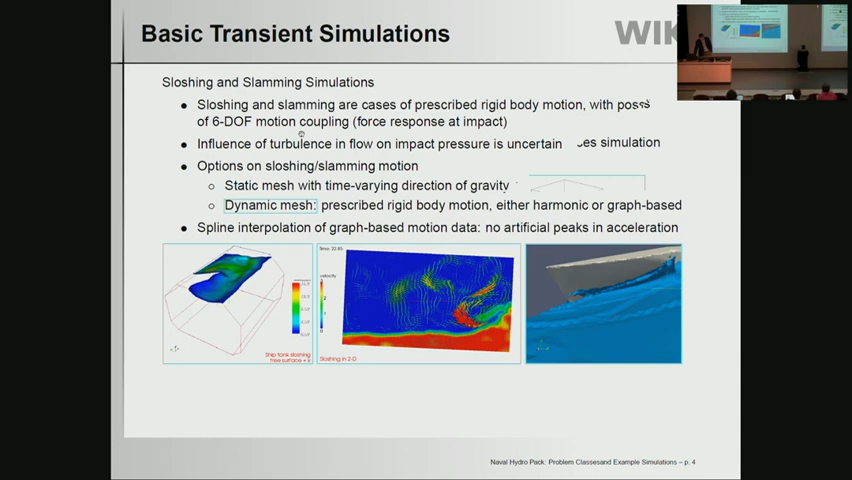 Basic Transient Simulations
WIK
Sloshing and Slamming Simulations
Sloshing and slamming are cases of prescribed rigid body motion, with
of 6-DOF motion coupling (force response at impact)
Influence of turbulence in flow on impact pressure is uncertain simulation
Options on sloshing/slamming motion
Static mesh with time-varying direction of gravity
Dynamic mesh: prescribed rigid body motion, either harmonic or graph-based
Spline interpolation of graph-based motion data: no artificial peaks in acceleration
velocity
Ship tank sloshing
free surface + v
Sloshing in 2-D
Naval Hydro Pack: Problem Classesand Example Simulations – p. 4